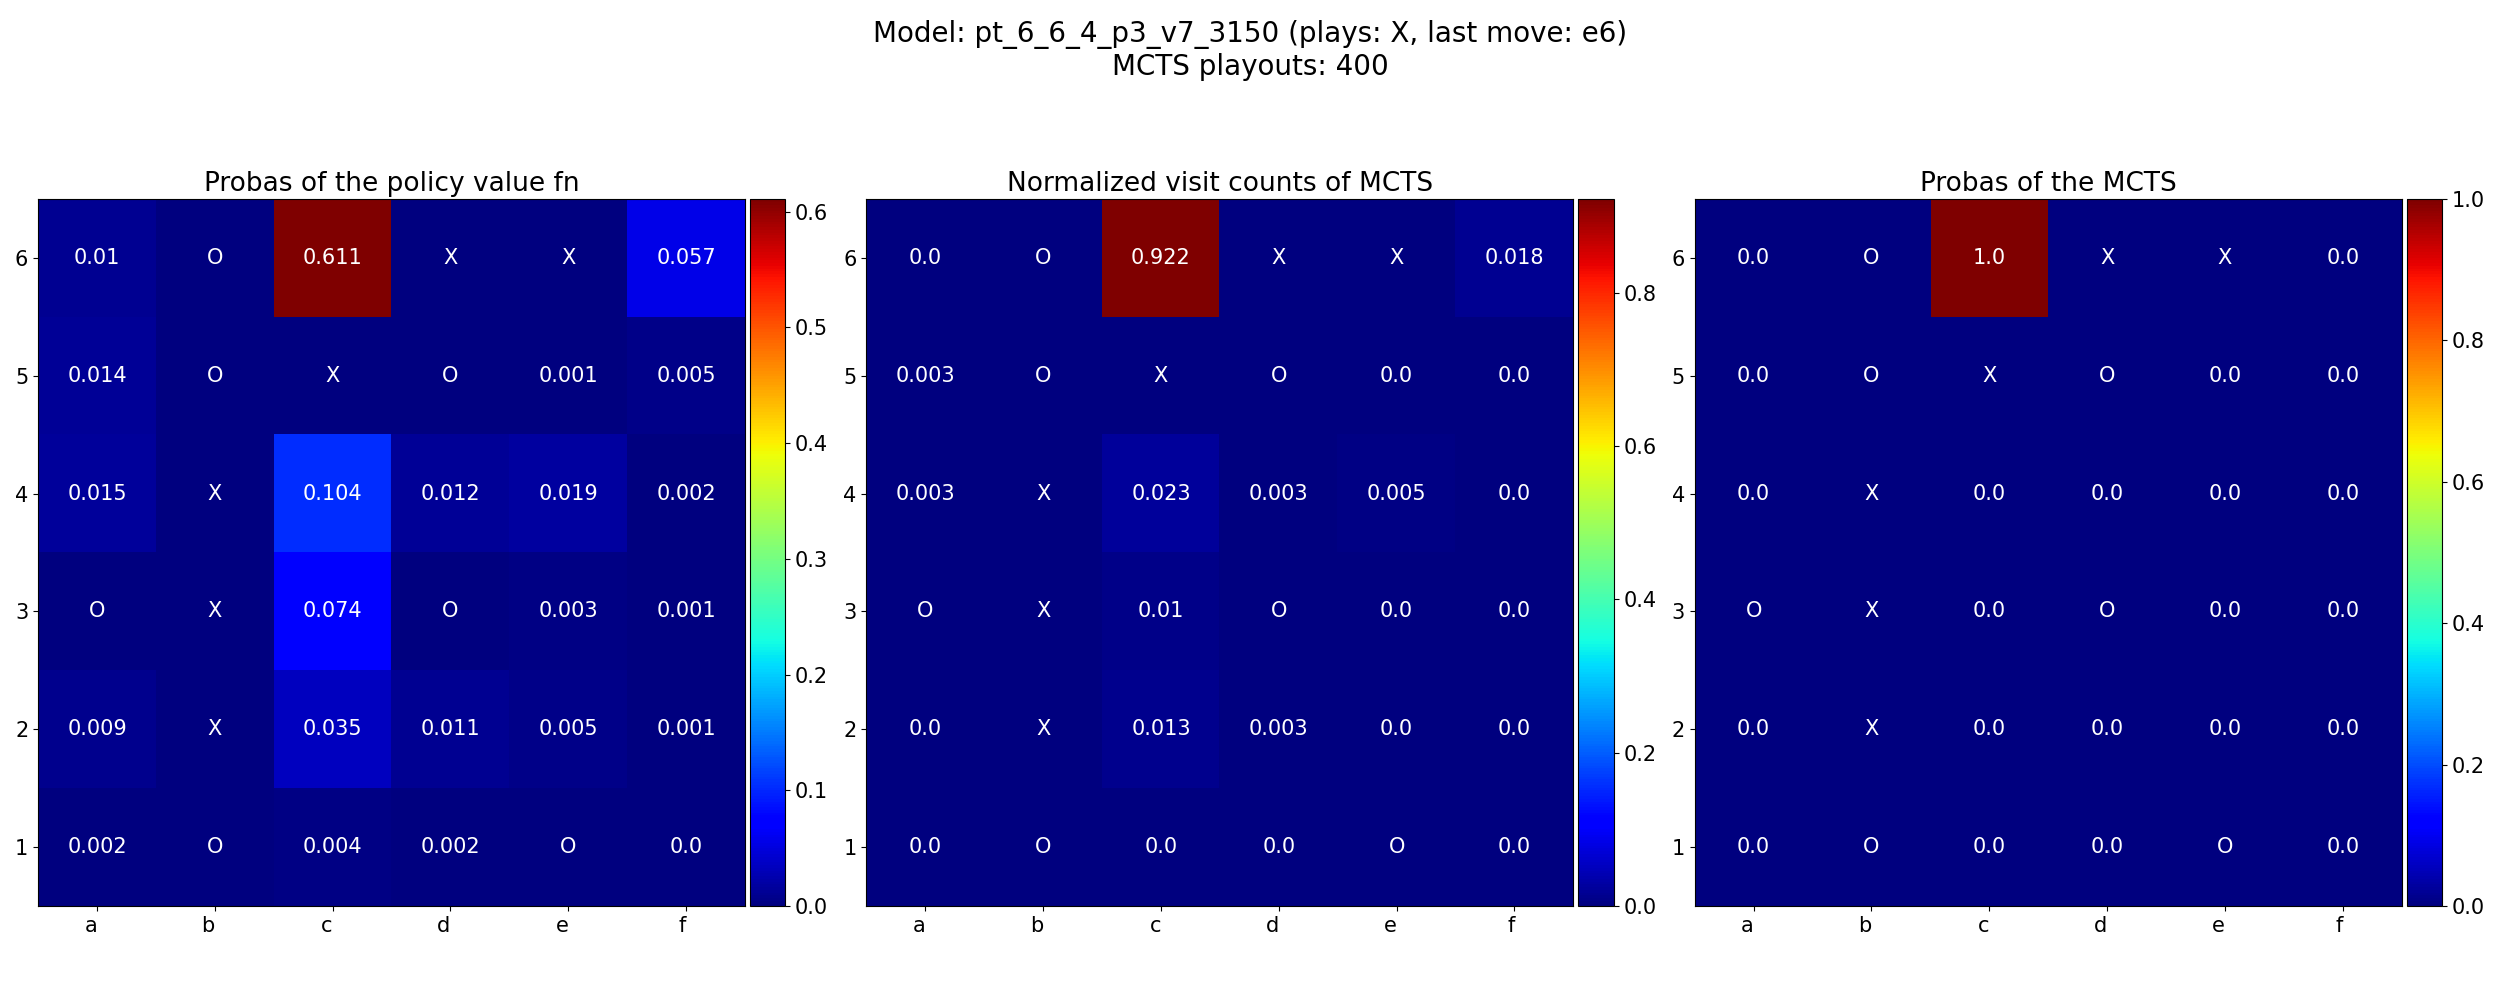 Model: pt_6_6_4_p3_v7_3150 (plays: X, last move: e6)
MCTS playouts: 400
Probas of the policy value fn
6 0.01 O 0.611 X X 0.057
5 0.014 O X O 0.001 0.005
4 0.015 X 0.104 0.012 0.019 0.002
3 O X 0.074 O 0.003 0.001
2 0.009 X 0.035 0.011 0.005 0.001
1 0.002 O 0.004 0.002 O 0.0
a b c d e f
0.6
0.5
0.4
0.3
0.2
0.1
0.0
Normalized visit counts of MCTS
6 0.0 O 0.922 X X 0.018
5 0.003 O X O 0.0 0.0
4 0.003 X 0.023 0.003 0.005 0.0
3 O X 0.01 O 0.0 0.0
2 0.0 X 0.013 0.003 0.0 0.0
1 0.0 O 0.0 0.0 O 0.0
a b c d e f
0.8
0.6
0.4
0.2
0.0
Probas of the MCTS
6 0.0 O 1.0 X X 0.0
5 0.0 O X O 0.0 0.0
4 0.0 X 0.0 0.0 0.0 0.0
3 O X 0.0 O 0.0 0.0
2 0.0 X 0.0 0.0 0.0 0.0
1 0.0 O 0.0 0.0 O 0.0
a b c d e f
1.0
0.8
0.6
0.4
0.2
0.0